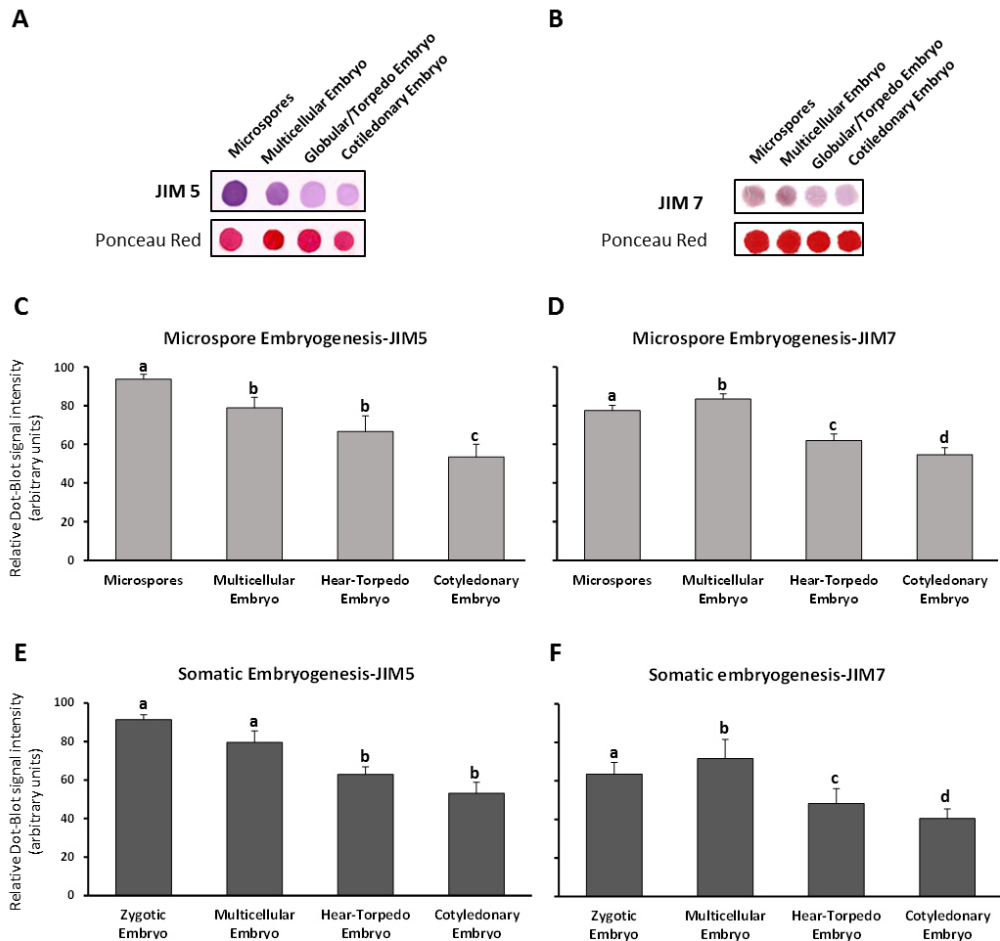 A
Microspores
Multicellular Embryo
Globular/Torpedo Embryo
Cotiledonary Embryo
JIM 5
Ponceau Red
B
Microspores
Multicellular Embryo
Globular/Torpedo Embryo
Cotiledonary Embryo
JIM 7
Ponceau Red
C
Microspore Embryogenesis-JIM5
Relative Dot-Blot signal intensity
(arbitrary units)
100
80
60
40
20
0
a
b
b
c
Microspores
Multicellular
Embryo
Hear-Torpedo
Embryo
Cotyledonary
Embryo
D
Microspore Embryogenesis-JIM7
a
b
c
d
Microspores
Multicellular
Embryo
Hear-Torpedo
Embryo
Cotyledonary
Embryo
E
Somatic Embryogenesis-JIM5
Relative Dot-Blot signal intensity
(arbitrary units)
100
80
60
40
20
0
a
a
b
b
Zygotic
Embryo
Multicellular
Embryo
Hear-Torpedo
Embryo
Cotyledonary
Embryo
F
Somatic embryogenesis-JIM7
a
b
c
d
Zygotic
Embryo
Multicellular
Embryo
Hear-Torpedo
Embryo
Cotyledonary
Embryo